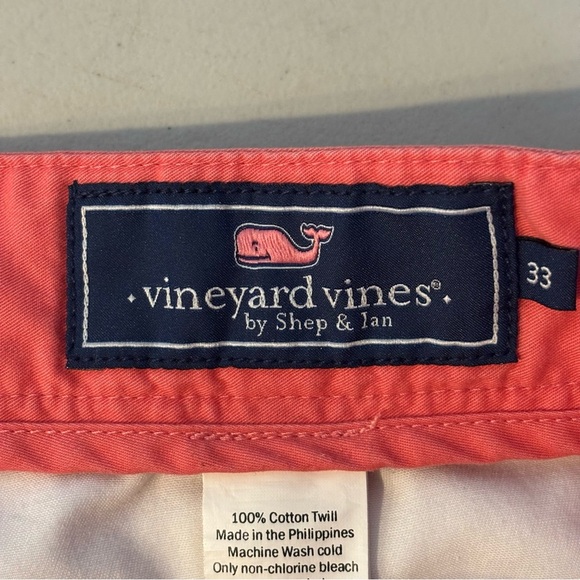 vineyard vines®
by Shep & Ian
33
100% Cotton Twill
Made in the Philippines
Machine Wash cold
Only non-chlorine bleach